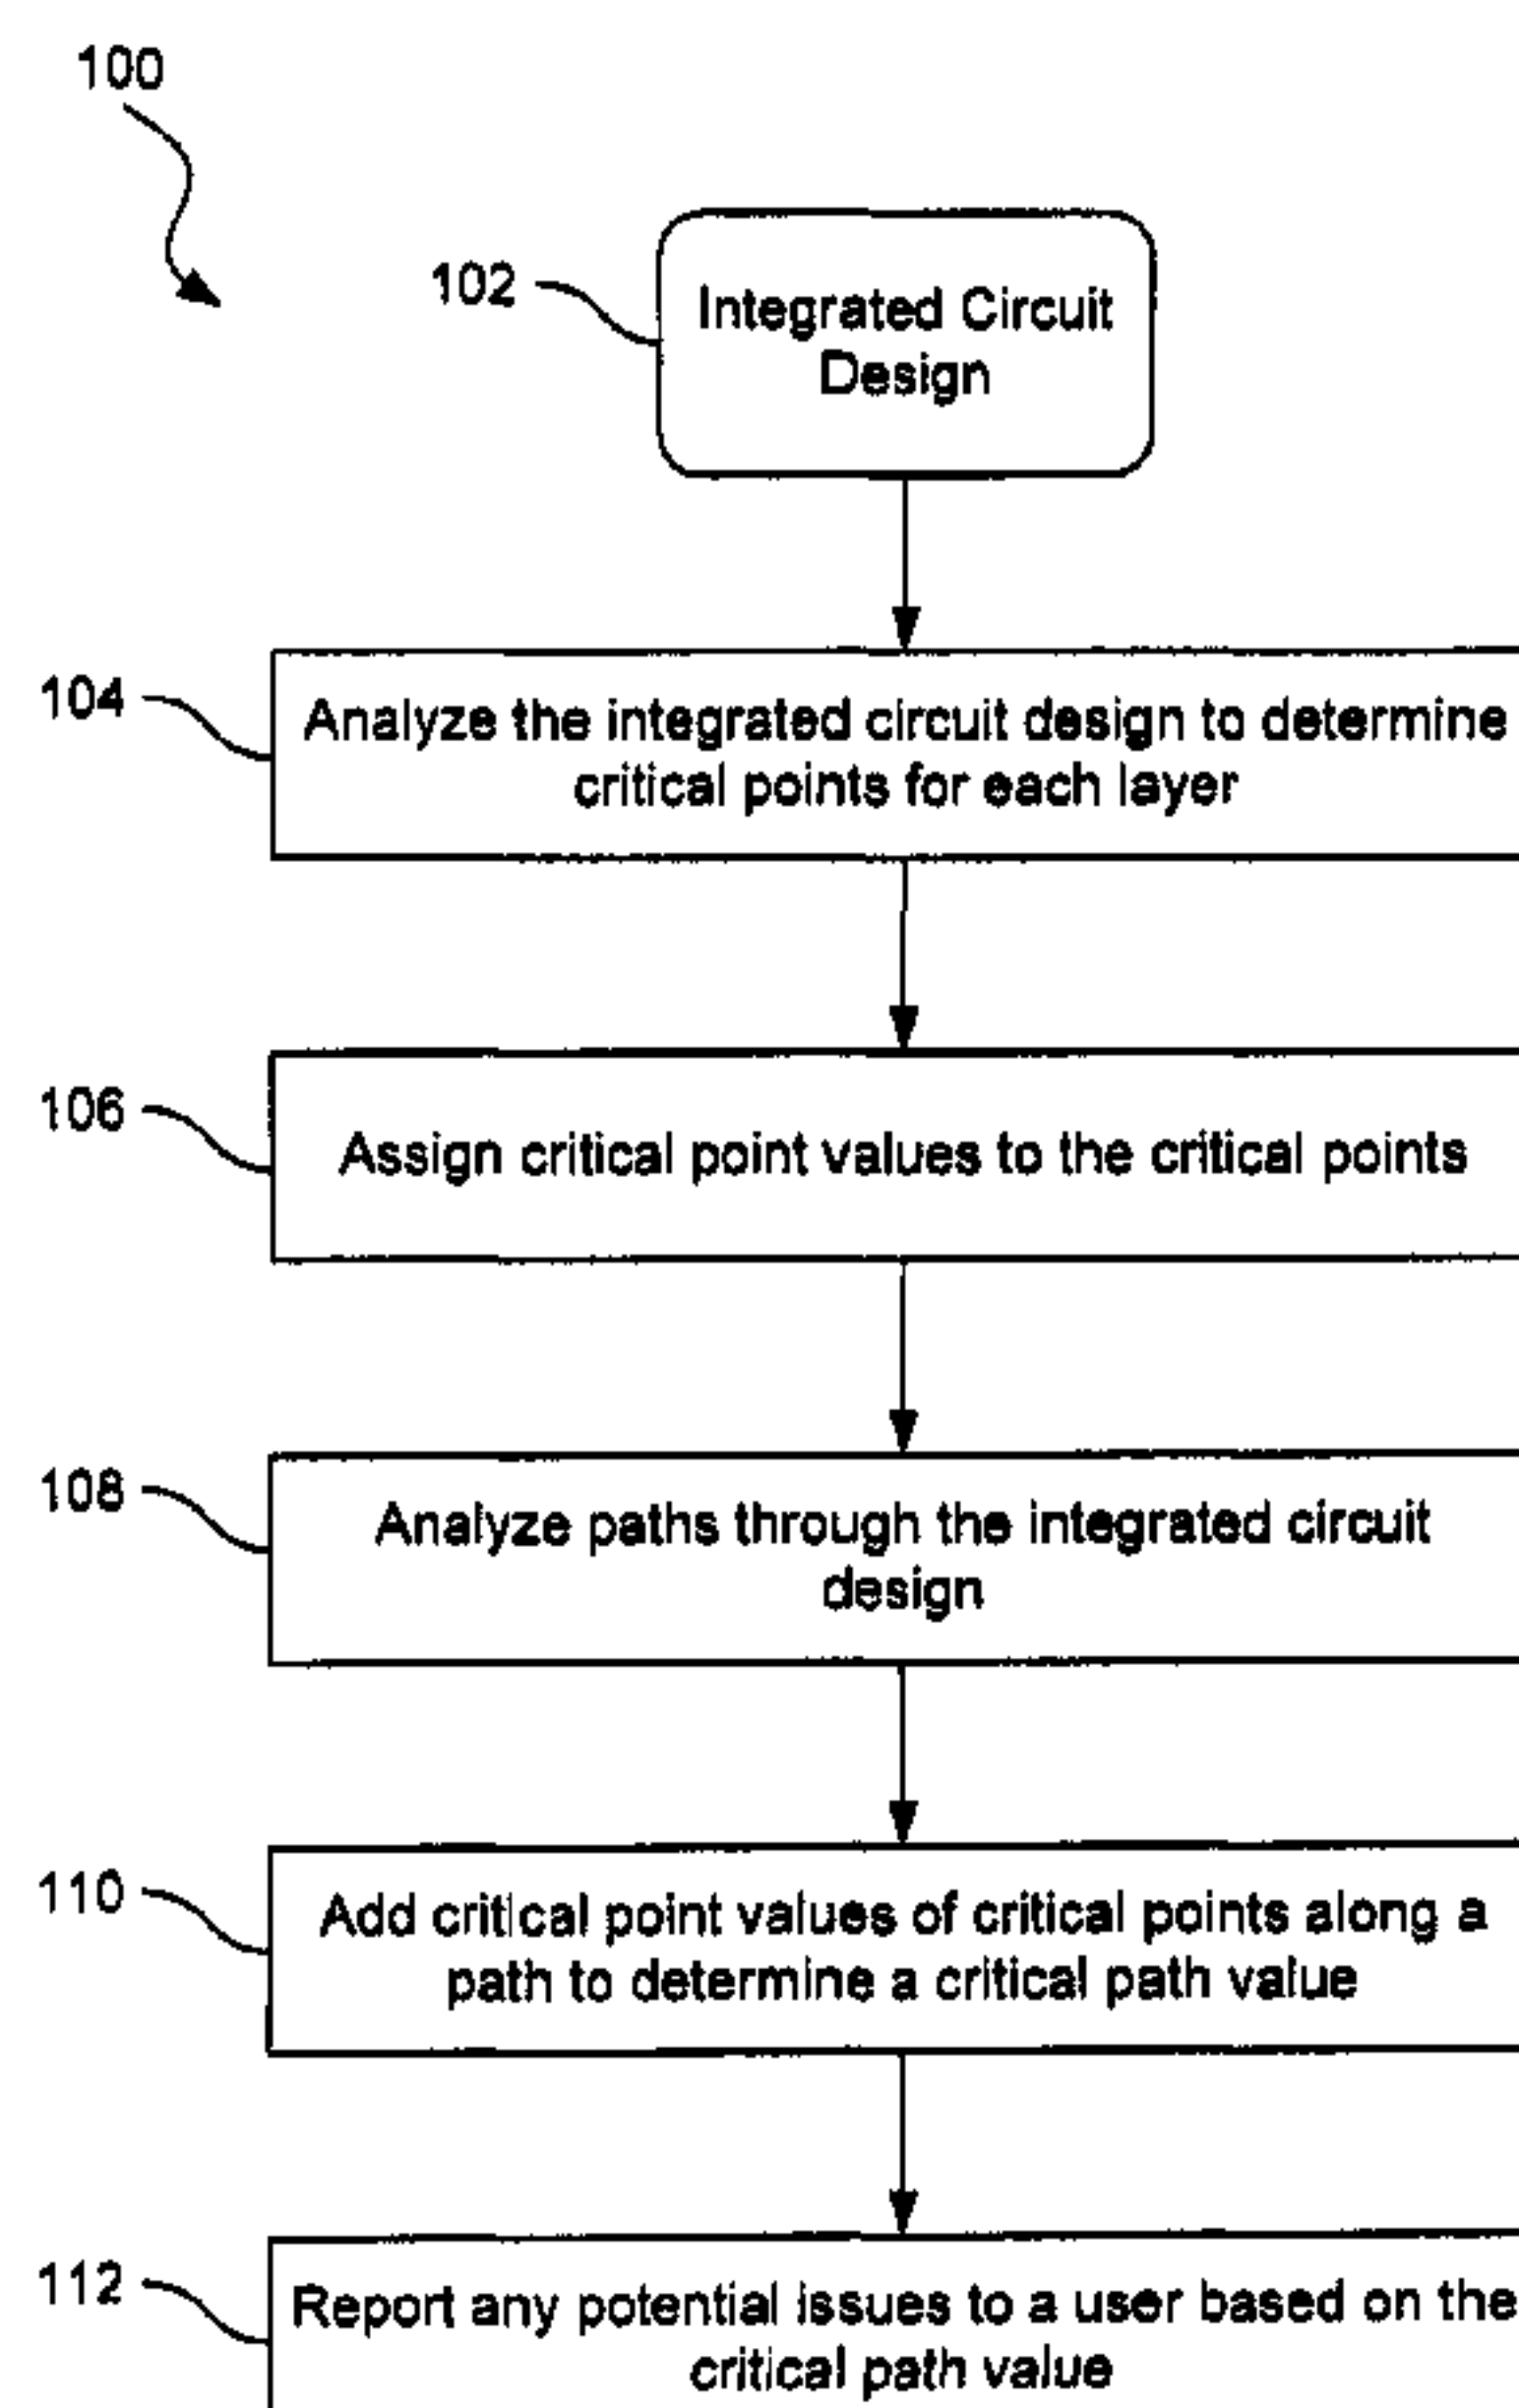 100
102
Integrated Circuit
Design
104
Analyze the integrated circuit design to determine
critical points for each layer
106
Assign critical point values to the critical points
108
Analyze paths through the integrated circuit
design
110
Add critical point values of critical points along a
path to determine a critical path value
112
Report any potential issues to a user based on the
critical path value